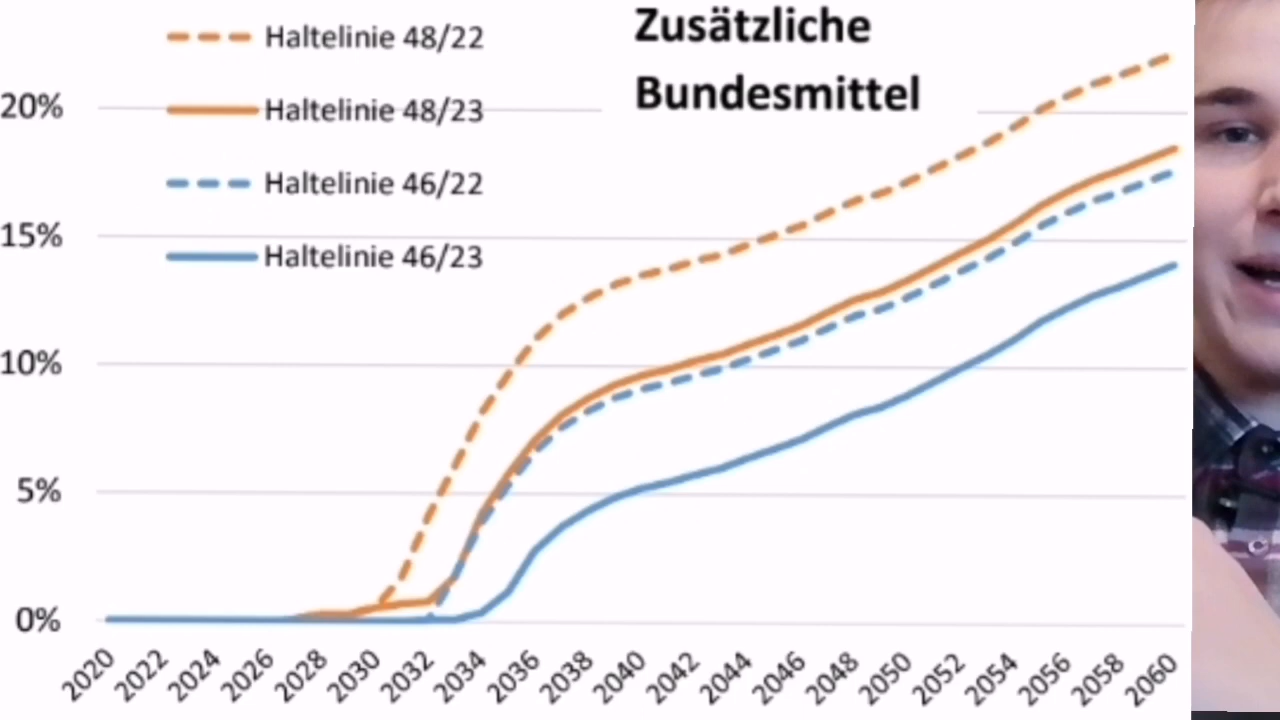 Zusätzliche
Bundesmittel
Haltelinie 48/22
Haltelinie 48/23
Haltelinie 46/22
Haltelinie 46/23
20%
15%
10%
5%
0%
2020 2022 2024 2026 2028 2030 2032 2034 2036 2038 2040 2042 2044 2046 2048 2050 2052 2054 2056 2058 2060